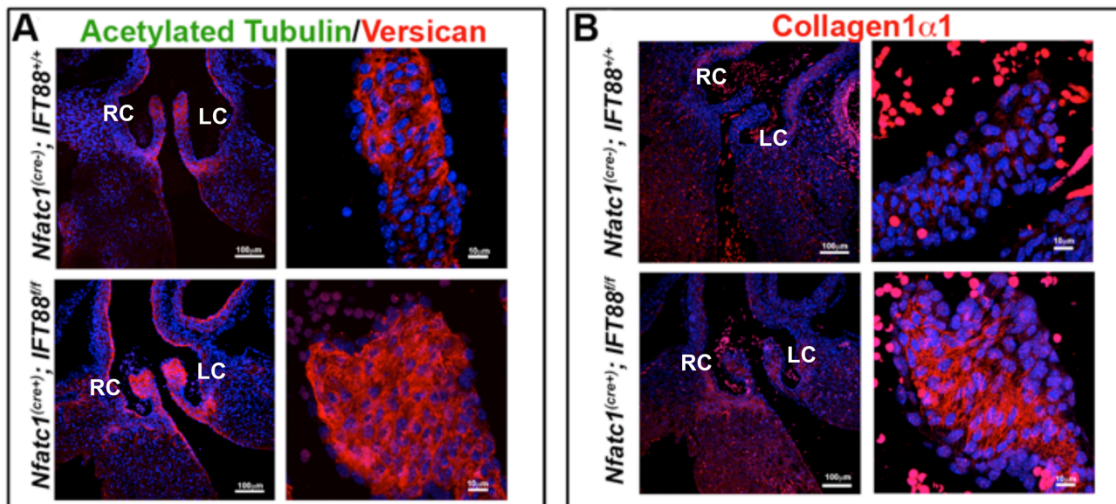 A
Acetylated Tubulin/Versican
Nfatc1(cre-); IFT88+/+
RC
LC
100μm
10μm
Nfatc1(cre+); IFT88f/f
RC
LC
100μm
10μm
B
Collagen1α1
Nfatc1(cre-); IFT88+/+
RC
LC
100μm
10μm
Nfatc1(cre+); IFT88f/f
RC
LC
100μm
10μm